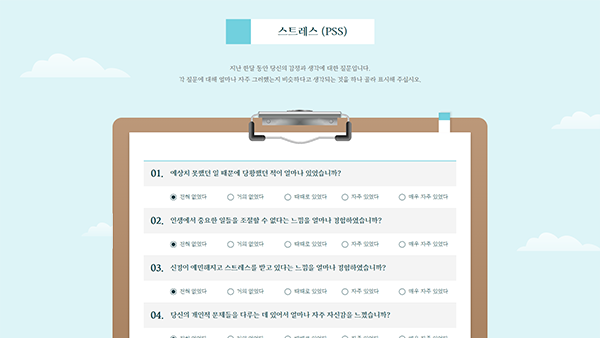 스트레스 (PSS)
지난 한달 동안 당신의 감정과 생각에 대한 질문입니다.
각 질문에 대해 얼마나 자주 그러했는지 비슷하다고 생각되는 것을 하나 골라 표시해 주십시오.
01. 예상치 못했던 일 때문에 당황했던 적이 얼마나 있었습니까?
전혀 없었다 거의 없었다 때때로 있었다 자주 있었다 매우 자주 있었다
02. 인생에서 중요한 일들을 조절할 수 없다는 느낌을 얼마나 경험하였습니까?
전혀 없었다 거의 없었다 때때로 있었다 자주 있었다 매우 자주 있었다
03. 신경이 예민해지고 스트레스를 받고 있다는 느낌을 얼마나 경험하였습니까?
전혀 없었다 거의 없었다 때때로 있었다 자주 있었다 매우 자주 있었다
04. 당신의 개인적 문제들을 다루는 데 있어서 얼마나 자주 자신감을 느꼈습니까?